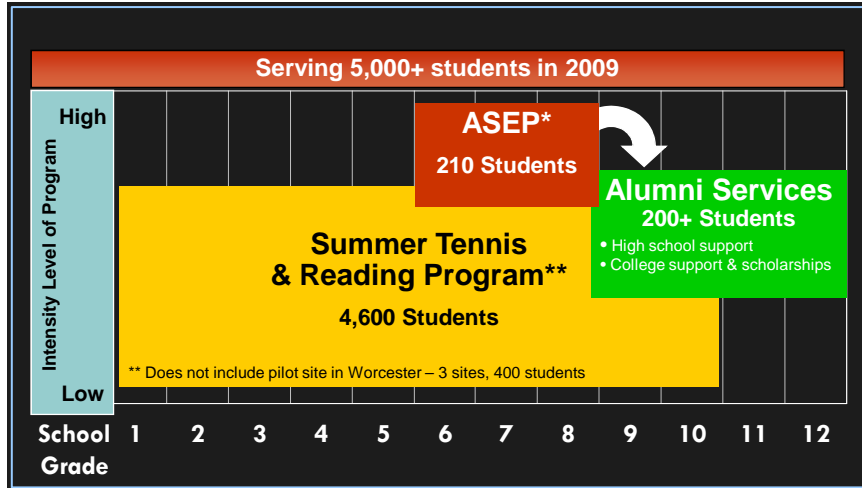 Serving 5,000+ students in 2009
High
Intensity Level of Program
Low
ASEP*
210 Students
Alumni Services
200+ Students
• High school support
• College support & scholarships
Summer Tennis
& Reading Program**
4,600 Students
** Does not include pilot site in Worcester – 3 sites, 400 students
School 1 2 3 4 5 6 7 8 9 10 11 12
Grade